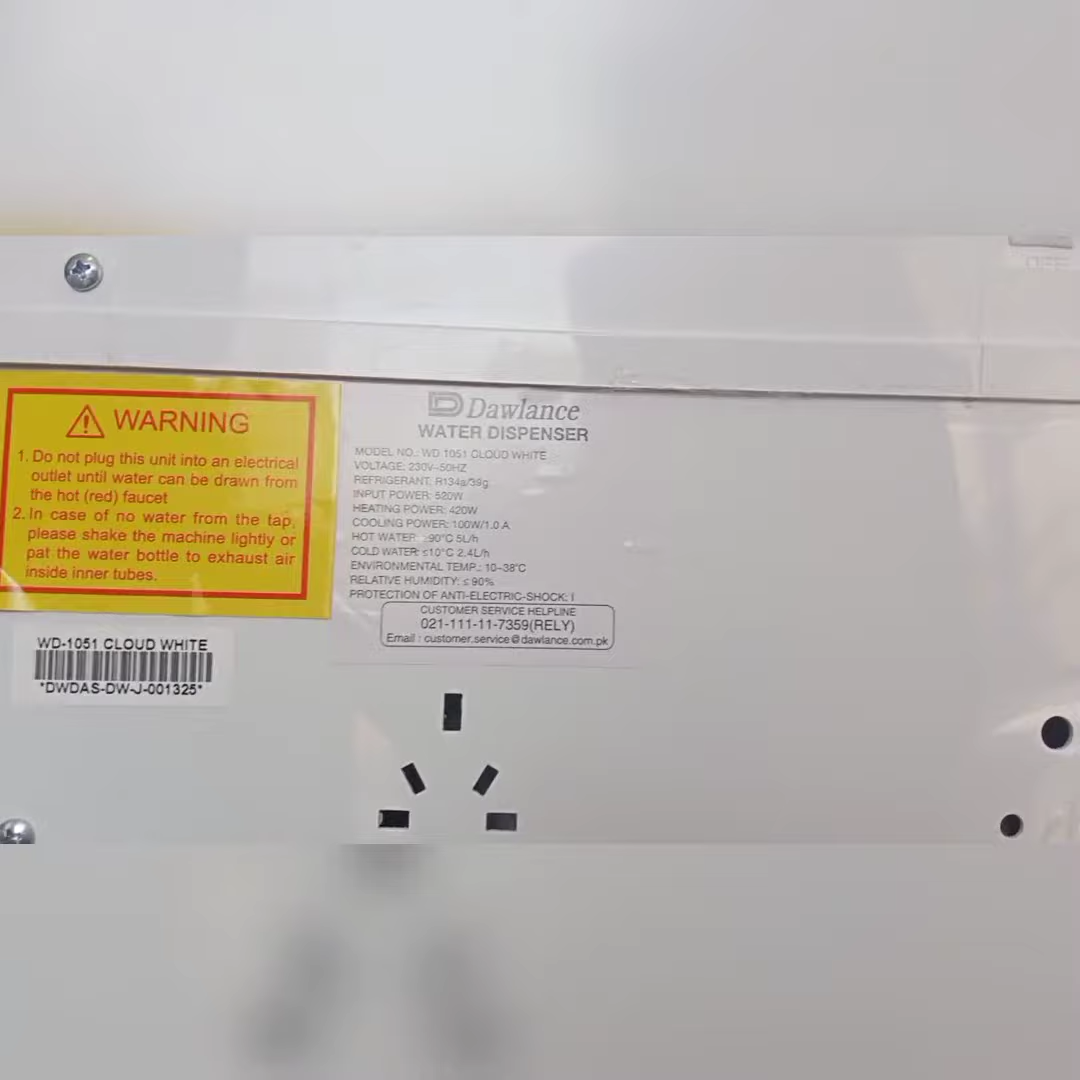 WARNING
1. Do not plug this unit into an electrical
outlet until water can be drawn from
the hot (red) faucet
2. In case of no water from the tap,
please shake the machine lightly or
pat the water bottle to exhaust air
inside inner tubes.
WD-1051 CLOUD WHITE
*DWDAS-DW-J-001325*
Dawlance
WATER DISPENSER
MODEL NO.: WD 1051 CLOUD WHITE
VOLTAGE: 230V~50HZ
REFRIGERANT: R134a/39g
INPUT POWER: 520W
HEATING POWER: 420W
COOLING POWER: 100W/1.0 A
HOT WATER: ≥90°C 5L/h
COLD WATER: ≤10°C 2.4L/h
ENVIRONMENTAL TEMP.: 10~38°C
RELATIVE HUMIDITY: ≤ 90%
PROTECTION OF ANTI-ELECTRIC-SHOCK: I
CUSTOMER SERVICE HELPLINE
021-111-11-7359(RELY)
Email : customer.service@dawlance.com.pk